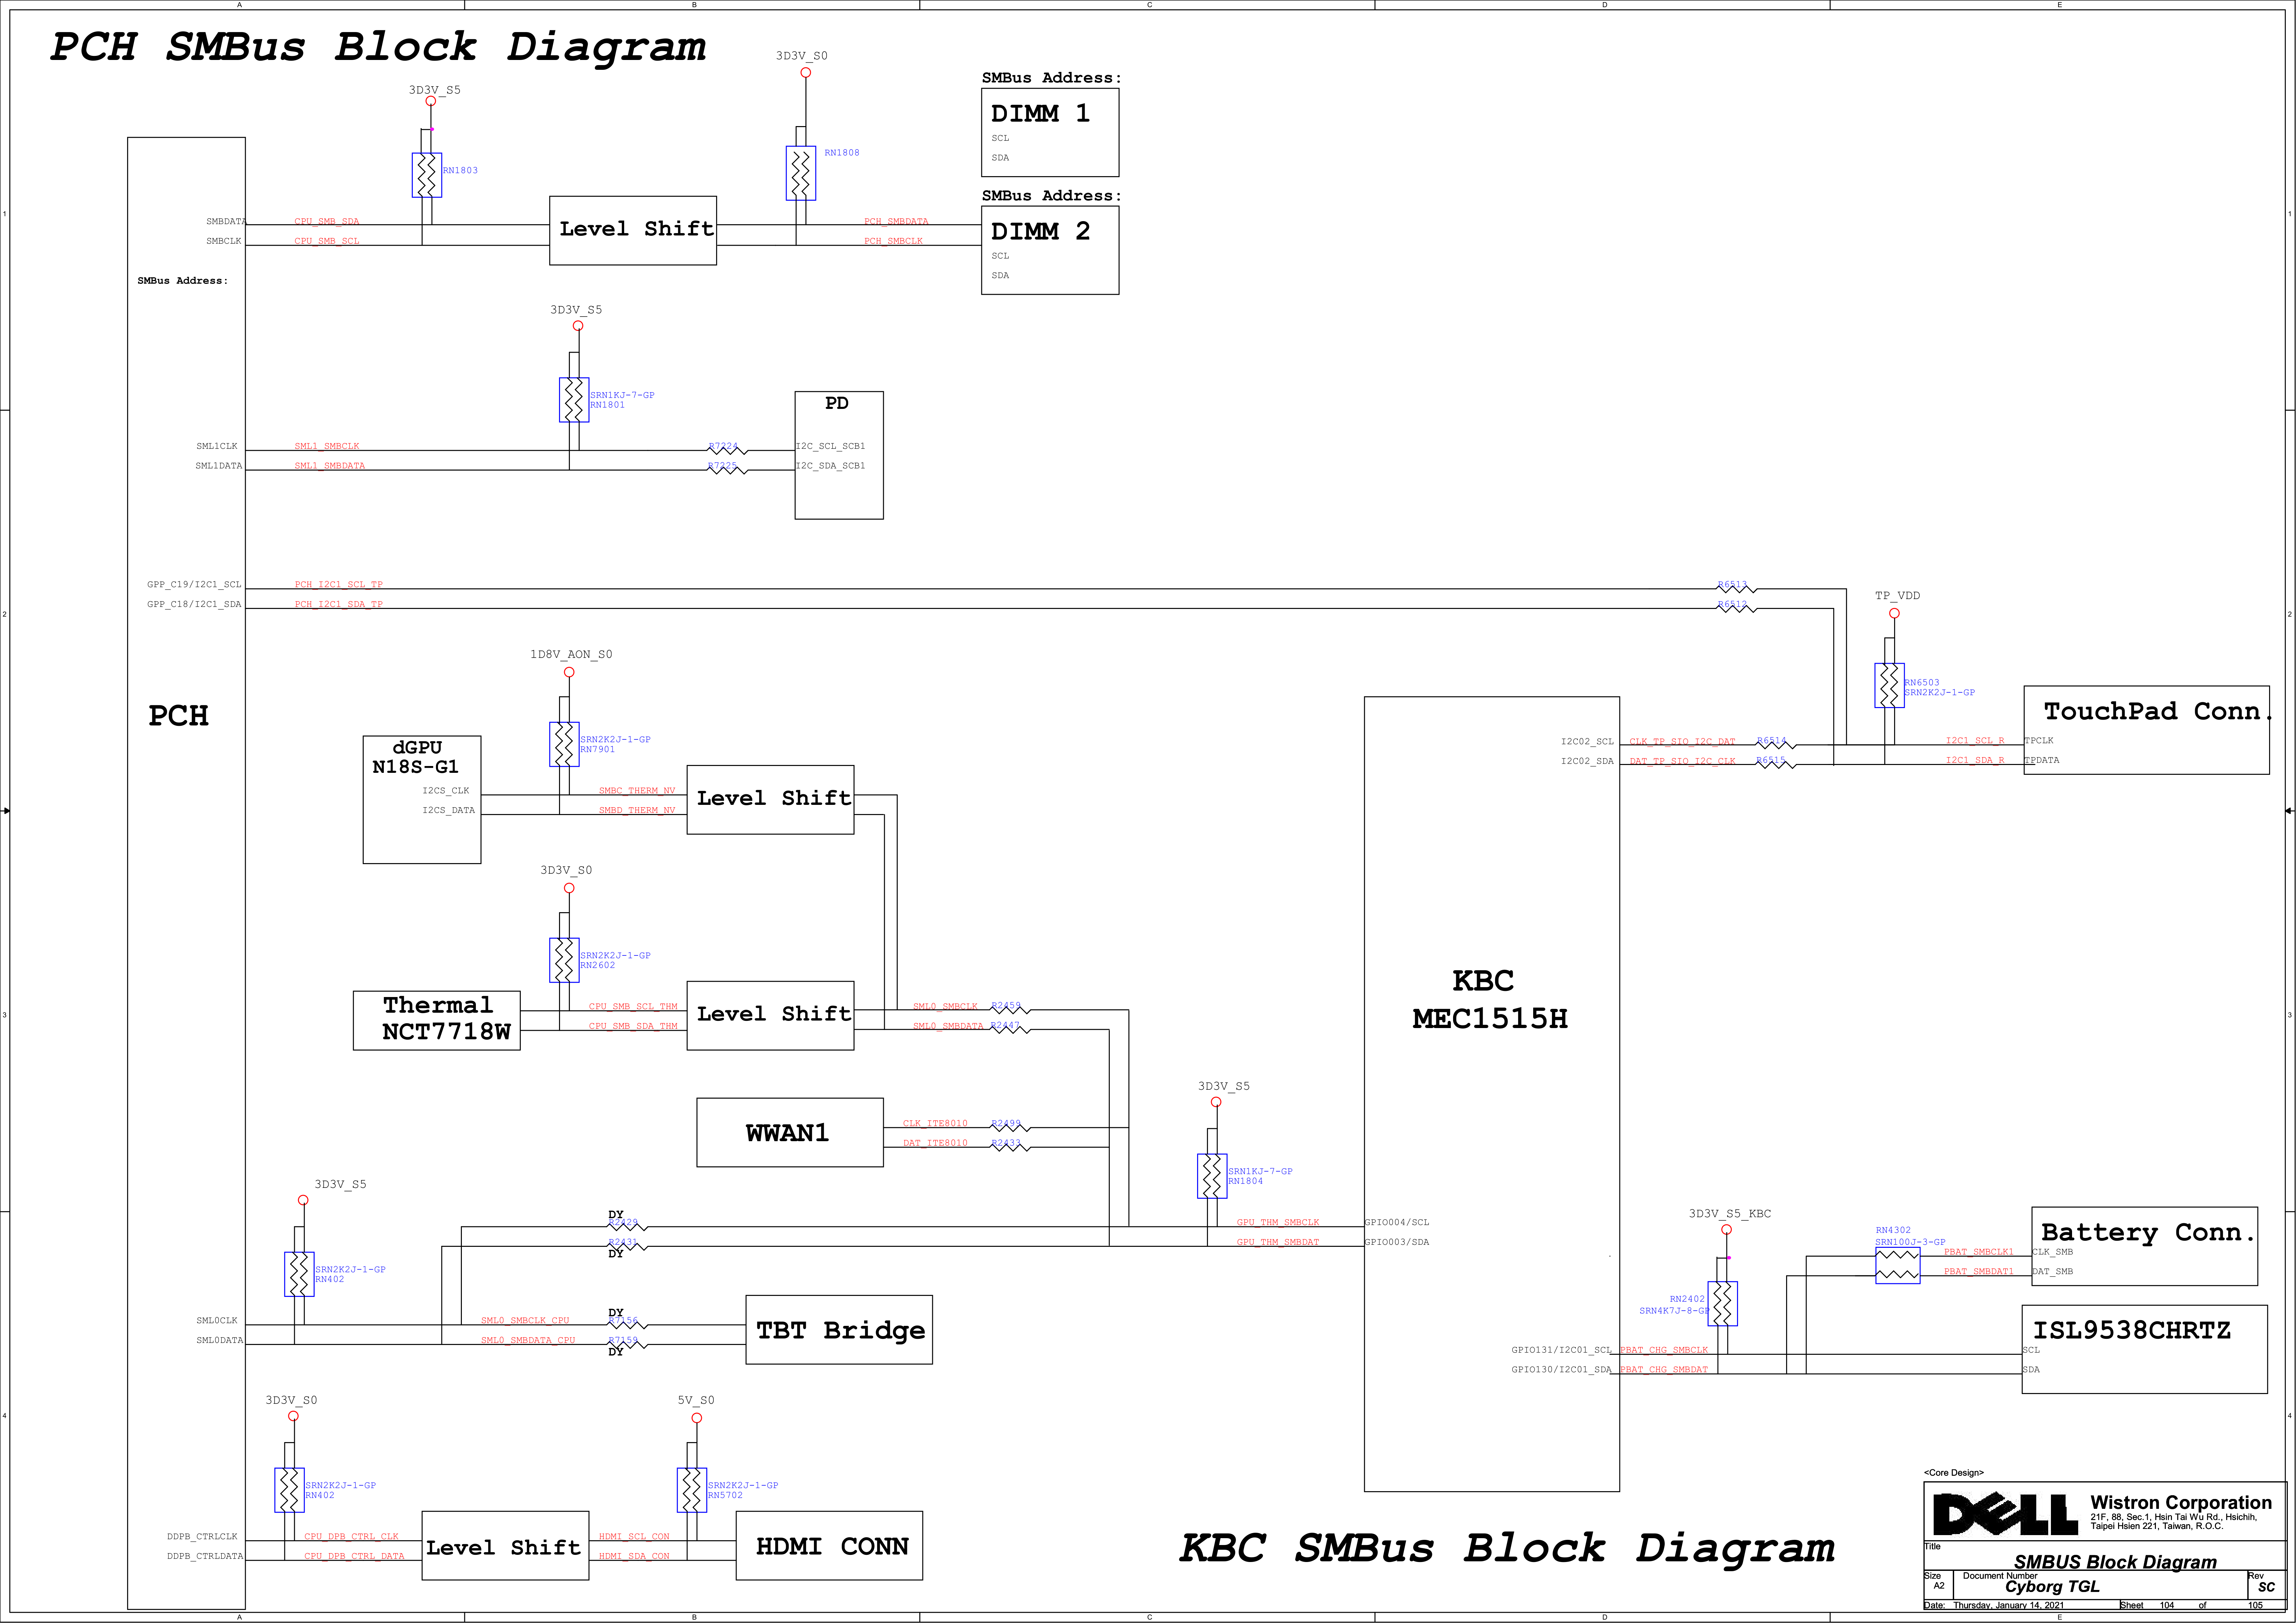 A B C D E
PCH SMBus Block Diagram
3D3V_S0
3D3V_S5
SMBus Address:
DIMM 1
SCL
SDA
RN1808
RN1803
SMBus Address:
1
1
SMBDATA CPU_SMB_SDA
Level Shift
PCH_SMBDATA
DIMM 2
SMBCLK CPU_SMB_SCL
PCH_SMBCLK
SCL
SDA
SMBus Address:
3D3V_S5
SRN1KJ-7-GP
RN1801
PD
SML1CLK SML1_SMBCLK R7224 I2C_SCL_SCB1
SML1DATA SML1_SMBDATA R7225 I2C_SDA_SCB1
GPP_C19/I2C1_SCL PCH_I2C1_SCL_TP R6513
GPP_C18/I2C1_SDA PCH_I2C1_SDA_TP R6512
TP_VDD
2
2
1D8V_AON_S0
RN6503
SRN2K2J-1-GP
PCH
TouchPad Conn.
SRN2K2J-1-GP
RN7901
dGPU
N18S-G1
I2C02_SCL CLK_TP_SIO_I2C_DAT R6514 I2C1_SCL_R TPCLK
I2C02_SDA DAT_TP_SIO_I2C_CLK R6515 I2C1_SDA_R TPDATA
I2CS_CLK SMBC_THERM_NV
Level Shift
I2CS_DATA SMBD_THERM_NV
3D3V_S0
SRN2K2J-1-GP
RN2602
KBC
MEC1515H
Thermal
NCT7718W
CPU_SMB_SCL_THM
CPU_SMB_SDA_THM
Level Shift
SML0_SMBCLK R2459
SML0_SMBDATA R2447
3
3
3D3V_S5
WWAN1
CLK_ITE8010 R2499
DAT_ITE8010 R2433
SRN1KJ-7-GP
RN1804
3D3V_S5
DY
R2429
GPU_THM_SMBCLK GPIO004/SCL
R2431
GPU_THM_SMBDAT GPIO003/SDA
DY
3D3V_S5_KBC
RN4302
SRN100J-3-GP
Battery Conn.
PBAT_SMBCLK1 CLK_SMB
PBAT_SMBDAT1 DAT_SMB
SRN2K2J-1-GP
RN402
RN2402
SRN4K7J-8-GP
SML0CLK SML0_SMBCLK_CPU
DY
R7156
SML0DATA SML0_SMBDATA_CPU
R7159
DY
TBT Bridge
ISL9538CHRTZ
GPIO131/I2C01_SCL PBAT_CHG_SMBCLK SCL
GPIO130/I2C01_SDA PBAT_CHG_SMBDAT SDA
3D3V_S0
5V_S0
4
4
SRN2K2J-1-GP
RN402
SRN2K2J-1-GP
RN5702
DDPB_CTRLCLK CPU_DPB_CTRL_CLK
Level Shift
HDMI_SCL_CON
HDMI CONN
DDPB_CTRLDATA CPU_DPB_CTRL_DATA
HDMI_SDA_CON
KBC SMBus Block Diagram
<Core Design>
DELL
Wistron Corporation
21F, 88, Sec.1, Hsin Tai Wu Rd., Hsichih,
Taipei Hsien 221, Taiwan, R.O.C.
Title
SMBUS Block Diagram
Size Document Number Rev
A2 Cyborg TGL SC
Date: Thursday, January 14, 2021 Sheet 104 of 105
A B C D E